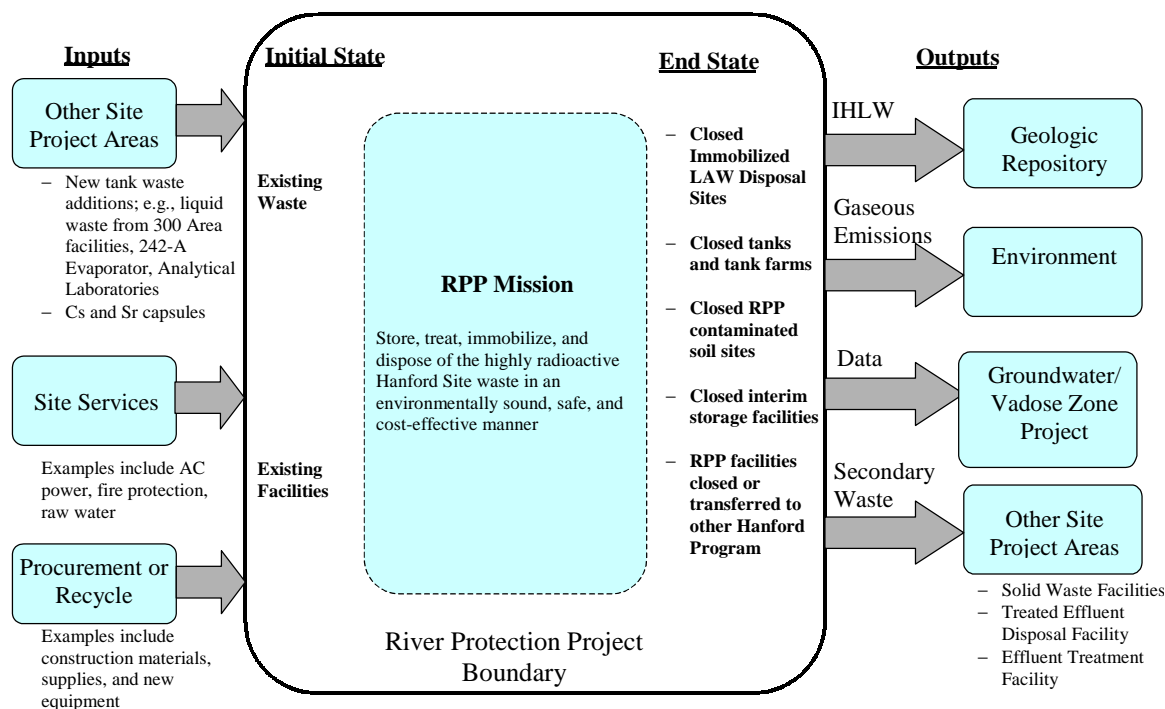 Inputs
Other Site
Project Areas
– New tank waste
additions; e.g., liquid
waste from 300 Area
facilities, 242-A
Evaporator, Analytical
Laboratories
– Cs and Sr capsules
Site Services
Examples include AC
power, fire protection,
raw water
Procurement or
Recycle
Examples include
construction materials,
supplies, and new
equipment
Initial State
Existing
Waste
Existing
Facilities
RPP Mission
Store, treat, immobilize, and
dispose of the highly radioactive
Hanford Site waste in an
environmentally sound, safe, and
cost-effective manner
End State
– Closed
Immobilized
LAW Disposal
Sites
– Closed tanks
and tank farms
– Closed RPP
contaminated
soil sites
– Closed interim
storage facilities
– RPP facilities
closed or
transferred to
other Hanford
Program
River Protection Project
Boundary
Outputs
IHLW
Geologic
Repository
Gaseous
Emissions
Environment
Data
Groundwater/
Vadose Zone
Project
Secondary
Waste
Other Site
Project Areas
– Solid Waste Facilities
– Treated Effluent
Disposal Facility
– Effluent Treatment
Facility